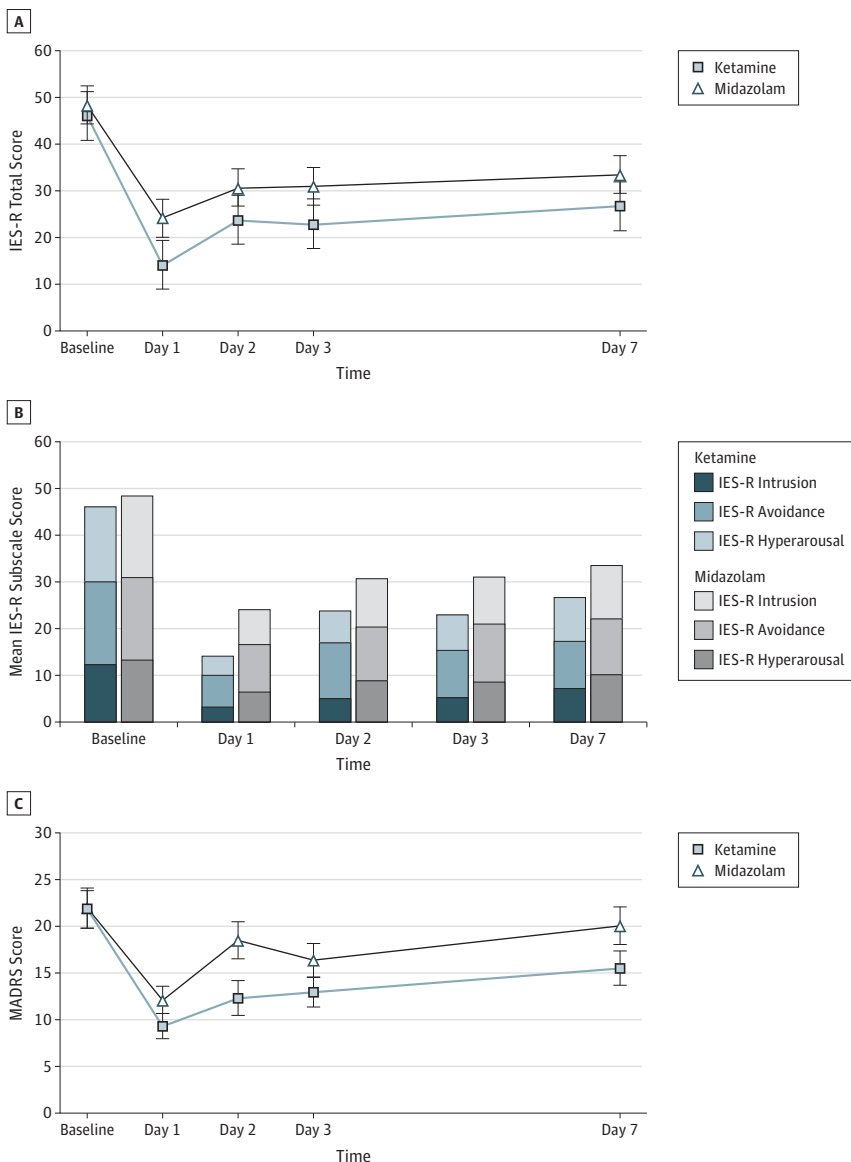 A
60
50
40
30
20
10
0
IES-R Total Score
Baseline Day 1 Day 2 Day 3 Day 7
Time
Ketamine
Midazolam
B
60
50
40
30
20
10
0
Mean IES-R Subscale Score
Baseline Day 1 Day 2 Day 3 Day 7
Time
Ketamine
IES-R Intrusion
IES-R Avoidance
IES-R Hyperarousal
Midazolam
IES-R Intrusion
IES-R Avoidance
IES-R Hyperarousal
C
30
25
20
15
10
5
0
MADRS Score
Baseline Day 1 Day 2 Day 3 Day 7
Time
Ketamine
Midazolam